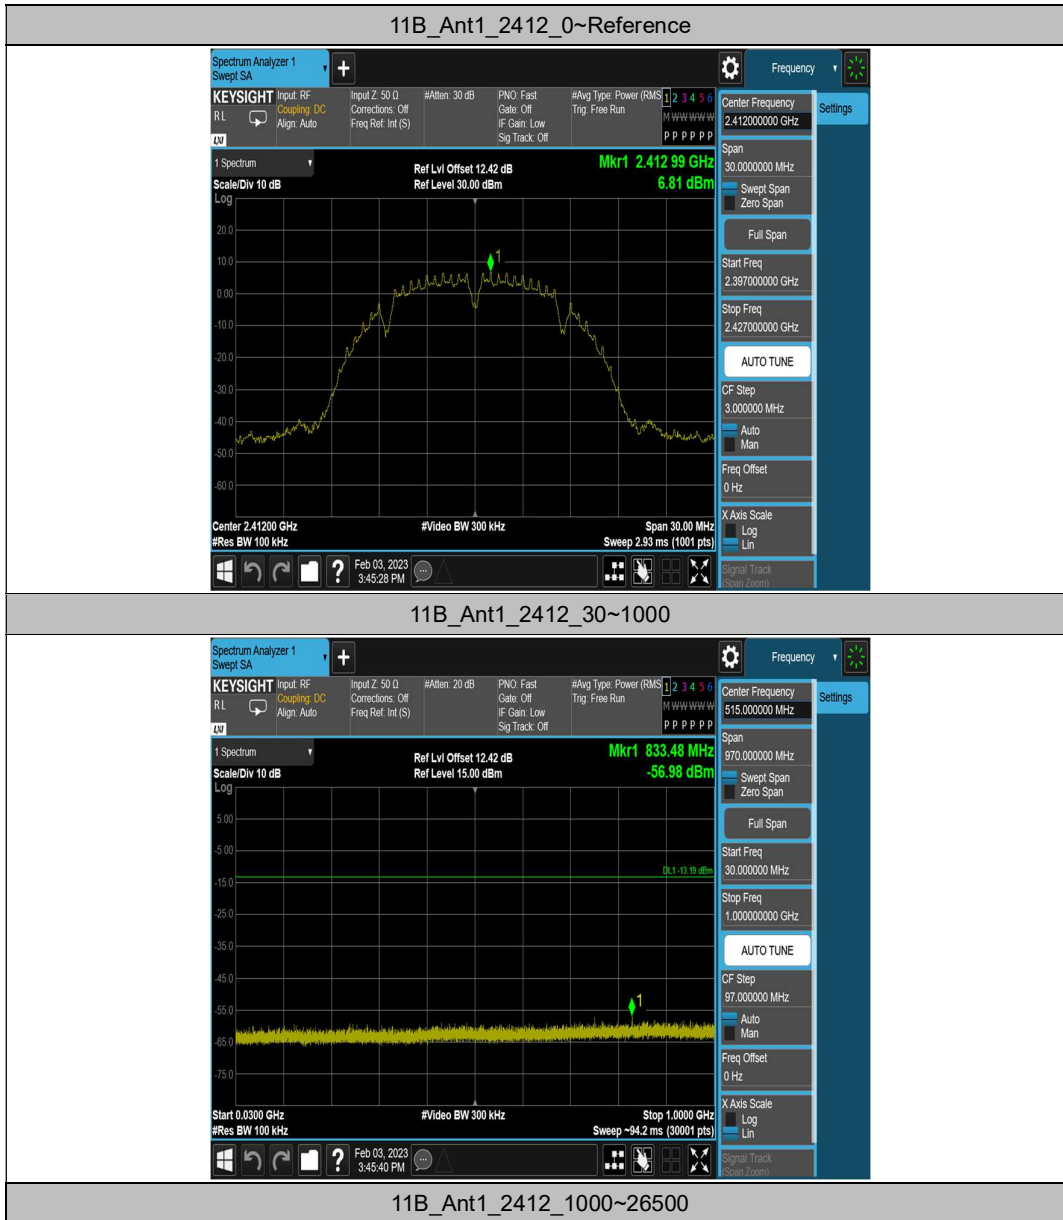 11B_Ant1_2412_0~Reference
Spectrum Analyzer 1
Swept SA
+
Frequency
KEYSIGHT
RL
LXI
Input: RF
Coupling: DC
Align: Auto
Input Z: 50 Ω
Corrections: Off
Freq Ref: Int (S)
#Atten: 30 dB
PNO: Fast
Gate: Off
IF Gain: Low
Sig Track: Off
#Avg Type: Power (RMS
Trig: Free Run
1 2 3 4 5 6
M W W W W W
P P P P P P
1 Spectrum
Scale/Div 10 dB
Log
Ref Lvl Offset 12.42 dB
Ref Level 30.00 dBm
Mkr1 2.412 99 GHz
6.81 dBm
20.0
10.0
0.00
-10.0
-20.0
-30.0
-40.0
-50.0
-60.0
1
Center 2.41200 GHz
#Res BW 100 kHz
#Video BW 300 kHz
Span 30.00 MHz
Sweep 2.93 ms (1001 pts)
?
Feb 03, 2023
3:45:28 PM
Center Frequency
2.412000000 GHz
Settings
Span
30.0000000 MHz
Swept Span
Zero Span
Full Span
Start Freq
2.397000000 GHz
Stop Freq
2.427000000 GHz
AUTO TUNE
CF Step
3.000000 MHz
Auto
Man
Freq Offset
0 Hz
X Axis Scale
Log
Lin
Signal Track
(Span Zoom)
11B_Ant1_2412_30~1000
Spectrum Analyzer 1
Swept SA
+
Frequency
KEYSIGHT
RL
LXI
Input: RF
Coupling: DC
Align: Auto
Input Z: 50 Ω
Corrections: Off
Freq Ref: Int (S)
#Atten: 20 dB
PNO: Fast
Gate: Off
IF Gain: Low
Sig Track: Off
#Avg Type: Power (RMS
Trig: Free Run
1 2 3 4 5 6
M W W W W W
P P P P P P
1 Spectrum
Scale/Div 10 dB
Log
Ref Lvl Offset 12.42 dB
Ref Level 15.00 dBm
Mkr1 833.48 MHz
-56.98 dBm
5.00
-5.00
-15.0
-25.0
-35.0
-45.0
-55.0
-65.0
-75.0
DL1 -13.19 dBm
1
Start 0.0300 GHz
#Res BW 100 kHz
#Video BW 300 kHz
Stop 1.0000 GHz
Sweep ~94.2 ms (30001 pts)
?
Feb 03, 2023
3:45:40 PM
Center Frequency
515.000000 MHz
Settings
Span
970.000000 MHz
Swept Span
Zero Span
Full Span
Start Freq
30.000000 MHz
Stop Freq
1.000000000 GHz
AUTO TUNE
CF Step
97.000000 MHz
Auto
Man
Freq Offset
0 Hz
X Axis Scale
Log
Lin
Signal Track
(Span Zoom)
11B_Ant1_2412_1000~26500